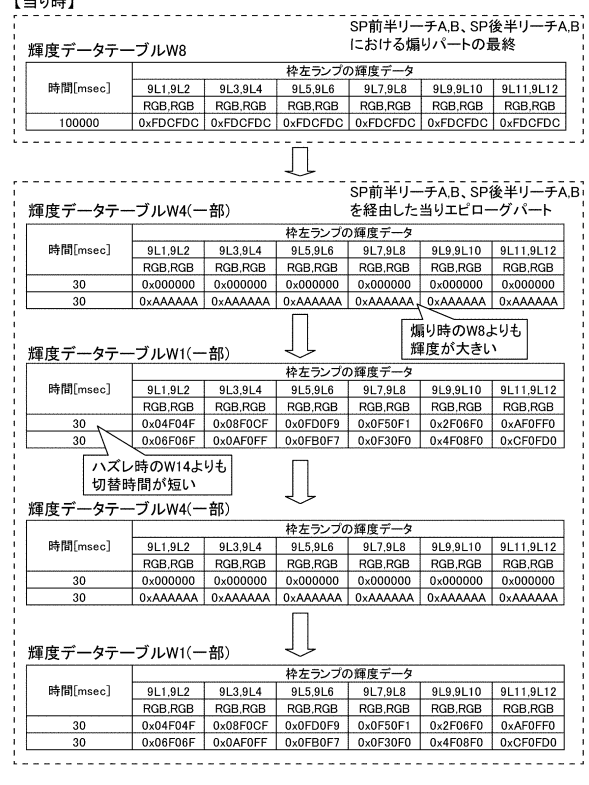 【当り時】
SP前半リーチA,B、SP後半リーチA,B
における煽りパートの最終
輝度データテーブルW8
時間[msec] 枠左ランプの輝度データ
9L1,9L2 9L3,9L4 9L5,9L6 9L7,9L8 9L9,9L10 9L11,9L12
RGB,RGB RGB,RGB RGB,RGB RGB,RGB RGB,RGB RGB,RGB
100000 0xFDCFDC 0xFDCFDC 0xFDCFDC 0xFDCFDC 0xFDCFDC 0xFDCFDC
SP前半リーチA,B、SP後半リーチA,B
を経由した当りエピローグパート
輝度データテーブルW4(一部)
時間[msec] 枠左ランプの輝度データ
9L1,9L2 9L3,9L4 9L5,9L6 9L7,9L8 9L9,9L10 9L11,9L12
RGB,RGB RGB,RGB RGB,RGB RGB,RGB RGB,RGB RGB,RGB
30 0x000000 0x000000 0x000000 0x000000 0x000000 0x000000
30 0xAAAAAA 0xAAAAAA 0xAAAAAA 0xAAAAAA 0xAAAAAA 0xAAAAAA
煽り時のW8よりも
輝度が大きい
輝度データテーブルW1(一部)
時間[msec] 枠左ランプの輝度データ
9L1,9L2 9L3,9L4 9L5,9L6 9L7,9L8 9L9,9L10 9L11,9L12
RGB,RGB RGB,RGB RGB,RGB RGB,RGB RGB,RGB RGB,RGB
30 0x04F04F 0x08F0CF 0x0FD0F9 0x0F50F1 0x2F06F0 0xAF0FF0
30 0x06F06F 0x0AF0FF 0x0FB0F7 0x0F30F0 0x4F08F0 0xCF0FD0
ハズレ時のW14よりも
切替時間が短い
輝度データテーブルW4(一部)
時間[msec] 枠左ランプの輝度データ
9L1,9L2 9L3,9L4 9L5,9L6 9L7,9L8 9L9,9L10 9L11,9L12
RGB,RGB RGB,RGB RGB,RGB RGB,RGB RGB,RGB RGB,RGB
30 0x000000 0x000000 0x000000 0x000000 0x000000 0x000000
30 0xAAAAAA 0xAAAAAA 0xAAAAAA 0xAAAAAA 0xAAAAAA 0xAAAAAA
輝度データテーブルW1(一部)
時間[msec] 枠左ランプの輝度データ
9L1,9L2 9L3,9L4 9L5,9L6 9L7,9L8 9L9,9L10 9L11,9L12
RGB,RGB RGB,RGB RGB,RGB RGB,RGB RGB,RGB RGB,RGB
30 0x04F04F 0x08F0CF 0x0FD0F9 0x0F50F1 0x2F06F0 0xAF0FF0
30 0x06F06F 0x0AF0FF 0x0FB0F7 0x0F30F0 0x4F08F0 0xCF0FD0